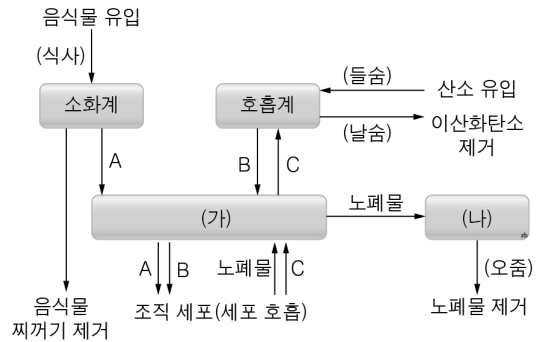 음식물 유입
(식사)
소화계
호흡계
(들숨)
산소 유입
(날숨)
이산화탄소
제거
A
B
C
(가)
노폐물
(나)
A
B
노폐물
C
(오줌)
음식물
찌꺼기 제거
조직 세포(세포 호흡)
노폐물 제거